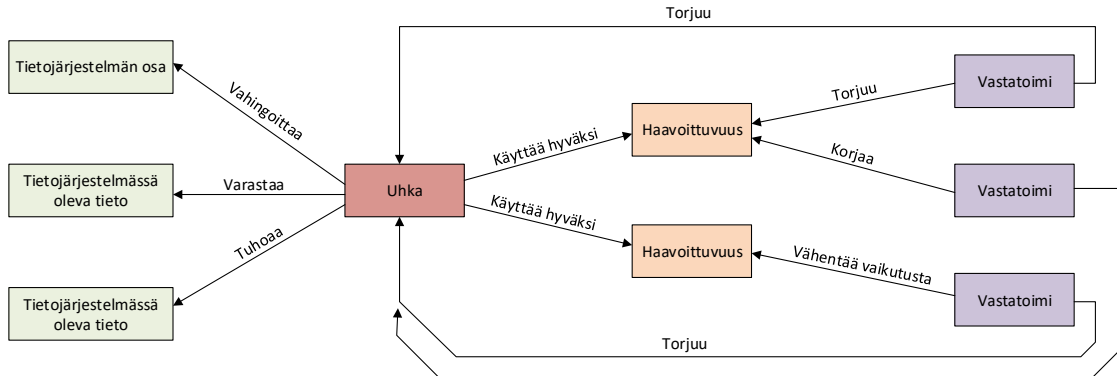 Torjuu
Tietojärjestelmän osa
Vahingoittaa
Vastatoimi
Torjuu
Haavoittuvuus
Käyttää hyväksi
Korjaa
Tietojärjestelmässä
oleva tieto
Varastaa
Uhka
Vastatoimi
Käyttää hyväksi
Tuhoaa
Haavoittuvuus
Vähentää vaikutusta
Tietojärjestelmässä
oleva tieto
Vastatoimi
Torjuu